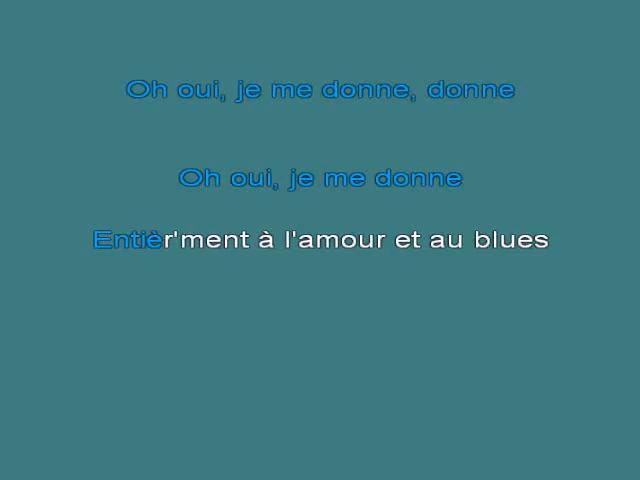 Oh oui, je me donne, donne
Oh oui, je me donne
Entièr'ment à l'amour et au blues